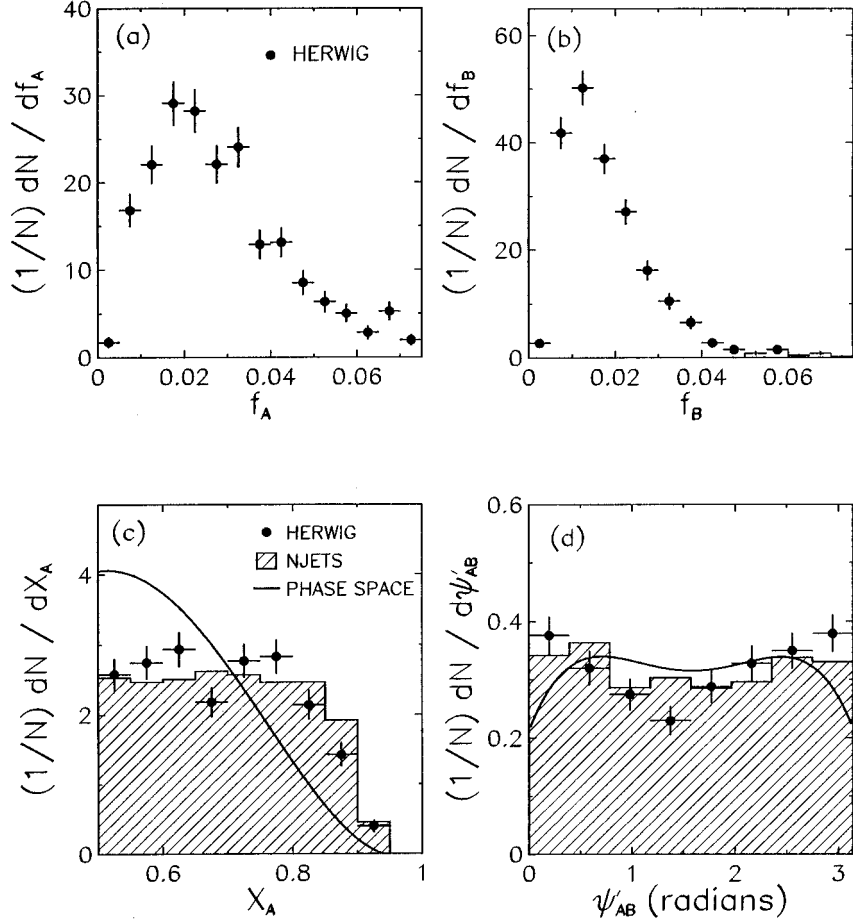 (a)
HERWIG
(1/N) dN / df_A
40
30
20
10
0
0
0.02
0.04
0.06
f_A
(b)
(1/N) dN / df_B
60
40
20
0
0
0.02
0.04
0.06
f_B
(c)
HERWIG
NJETS
PHASE SPACE
(1/N) dN / dX_A
4
2
0
0.6
0.8
1
X_A
(d)
(1/N) dN / dψ'_AB
0.6
0.4
0.2
0
0
1
2
3
ψ'_AB (radians)